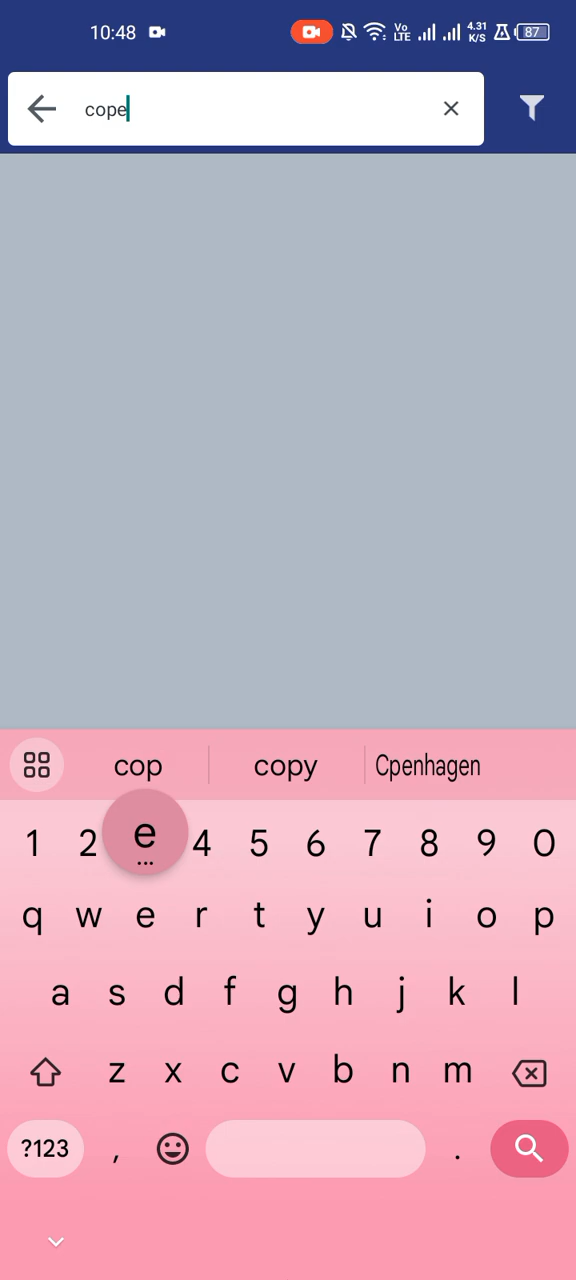 10:48 Vo LTE 4.31 K/S 87
cope
cop copy Cpenhagen
1 2 e 4 5 6 7 8 9 0
q w e r t y u i o p
a s d f g h j k l
z x c v b n m
?123 , .